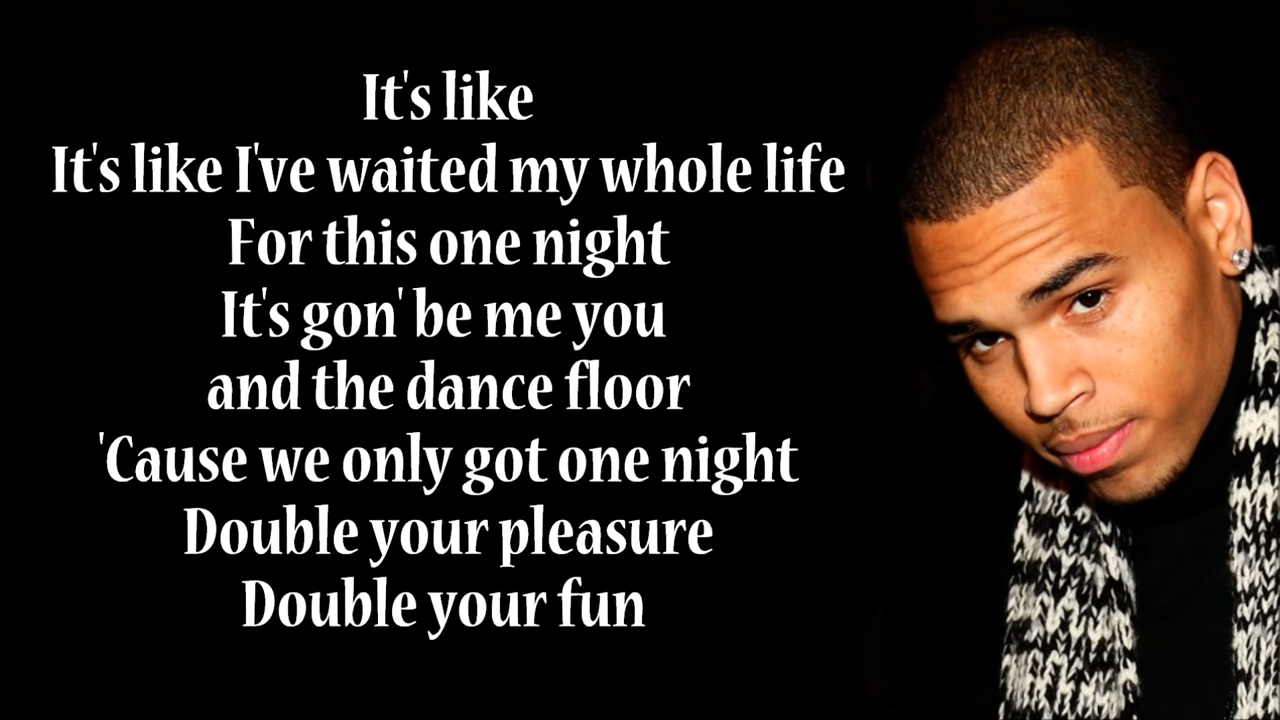 It's like
It's like I've waited my whole life
For this one night
It's gon' be me you
and the dance floor
'Cause we only got one night
Double your pleasure
Double your fun